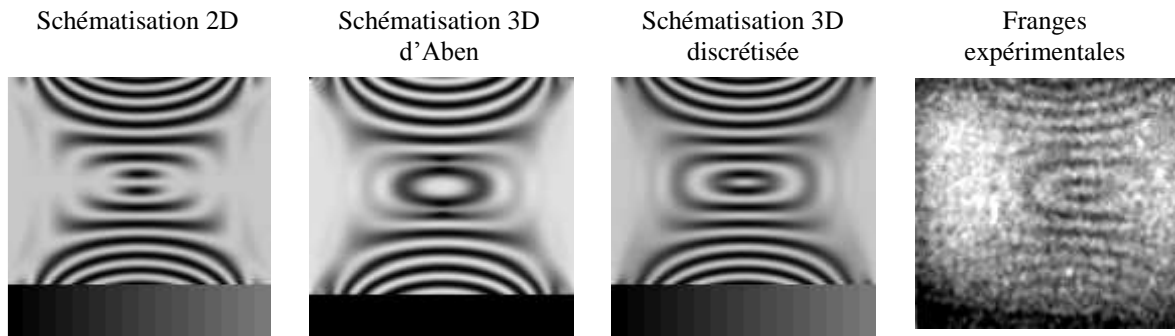 Schématisation 2D
Schématisation 3D
d’Aben
Schématisation 3D
discrétisée
Franges
expérimentales